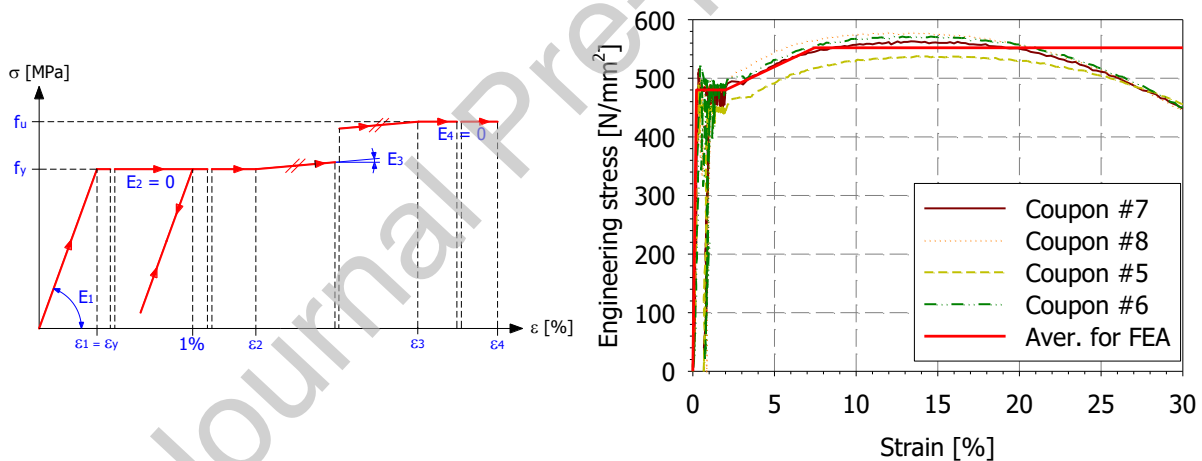 Journal Pre-
σ [MPa]
fu
fy
E4 = 0
E3
E2 = 0
E1
ε1 = εy
1%
ε2
ε3
ε4
ε [%]
Engineering stress [N/mm²]
600
500
400
300
200
100
0
Coupon #7
Coupon #8
Coupon #5
Coupon #6
Aver. for FEA
0 5 10 15 20 25 30
Strain [%]